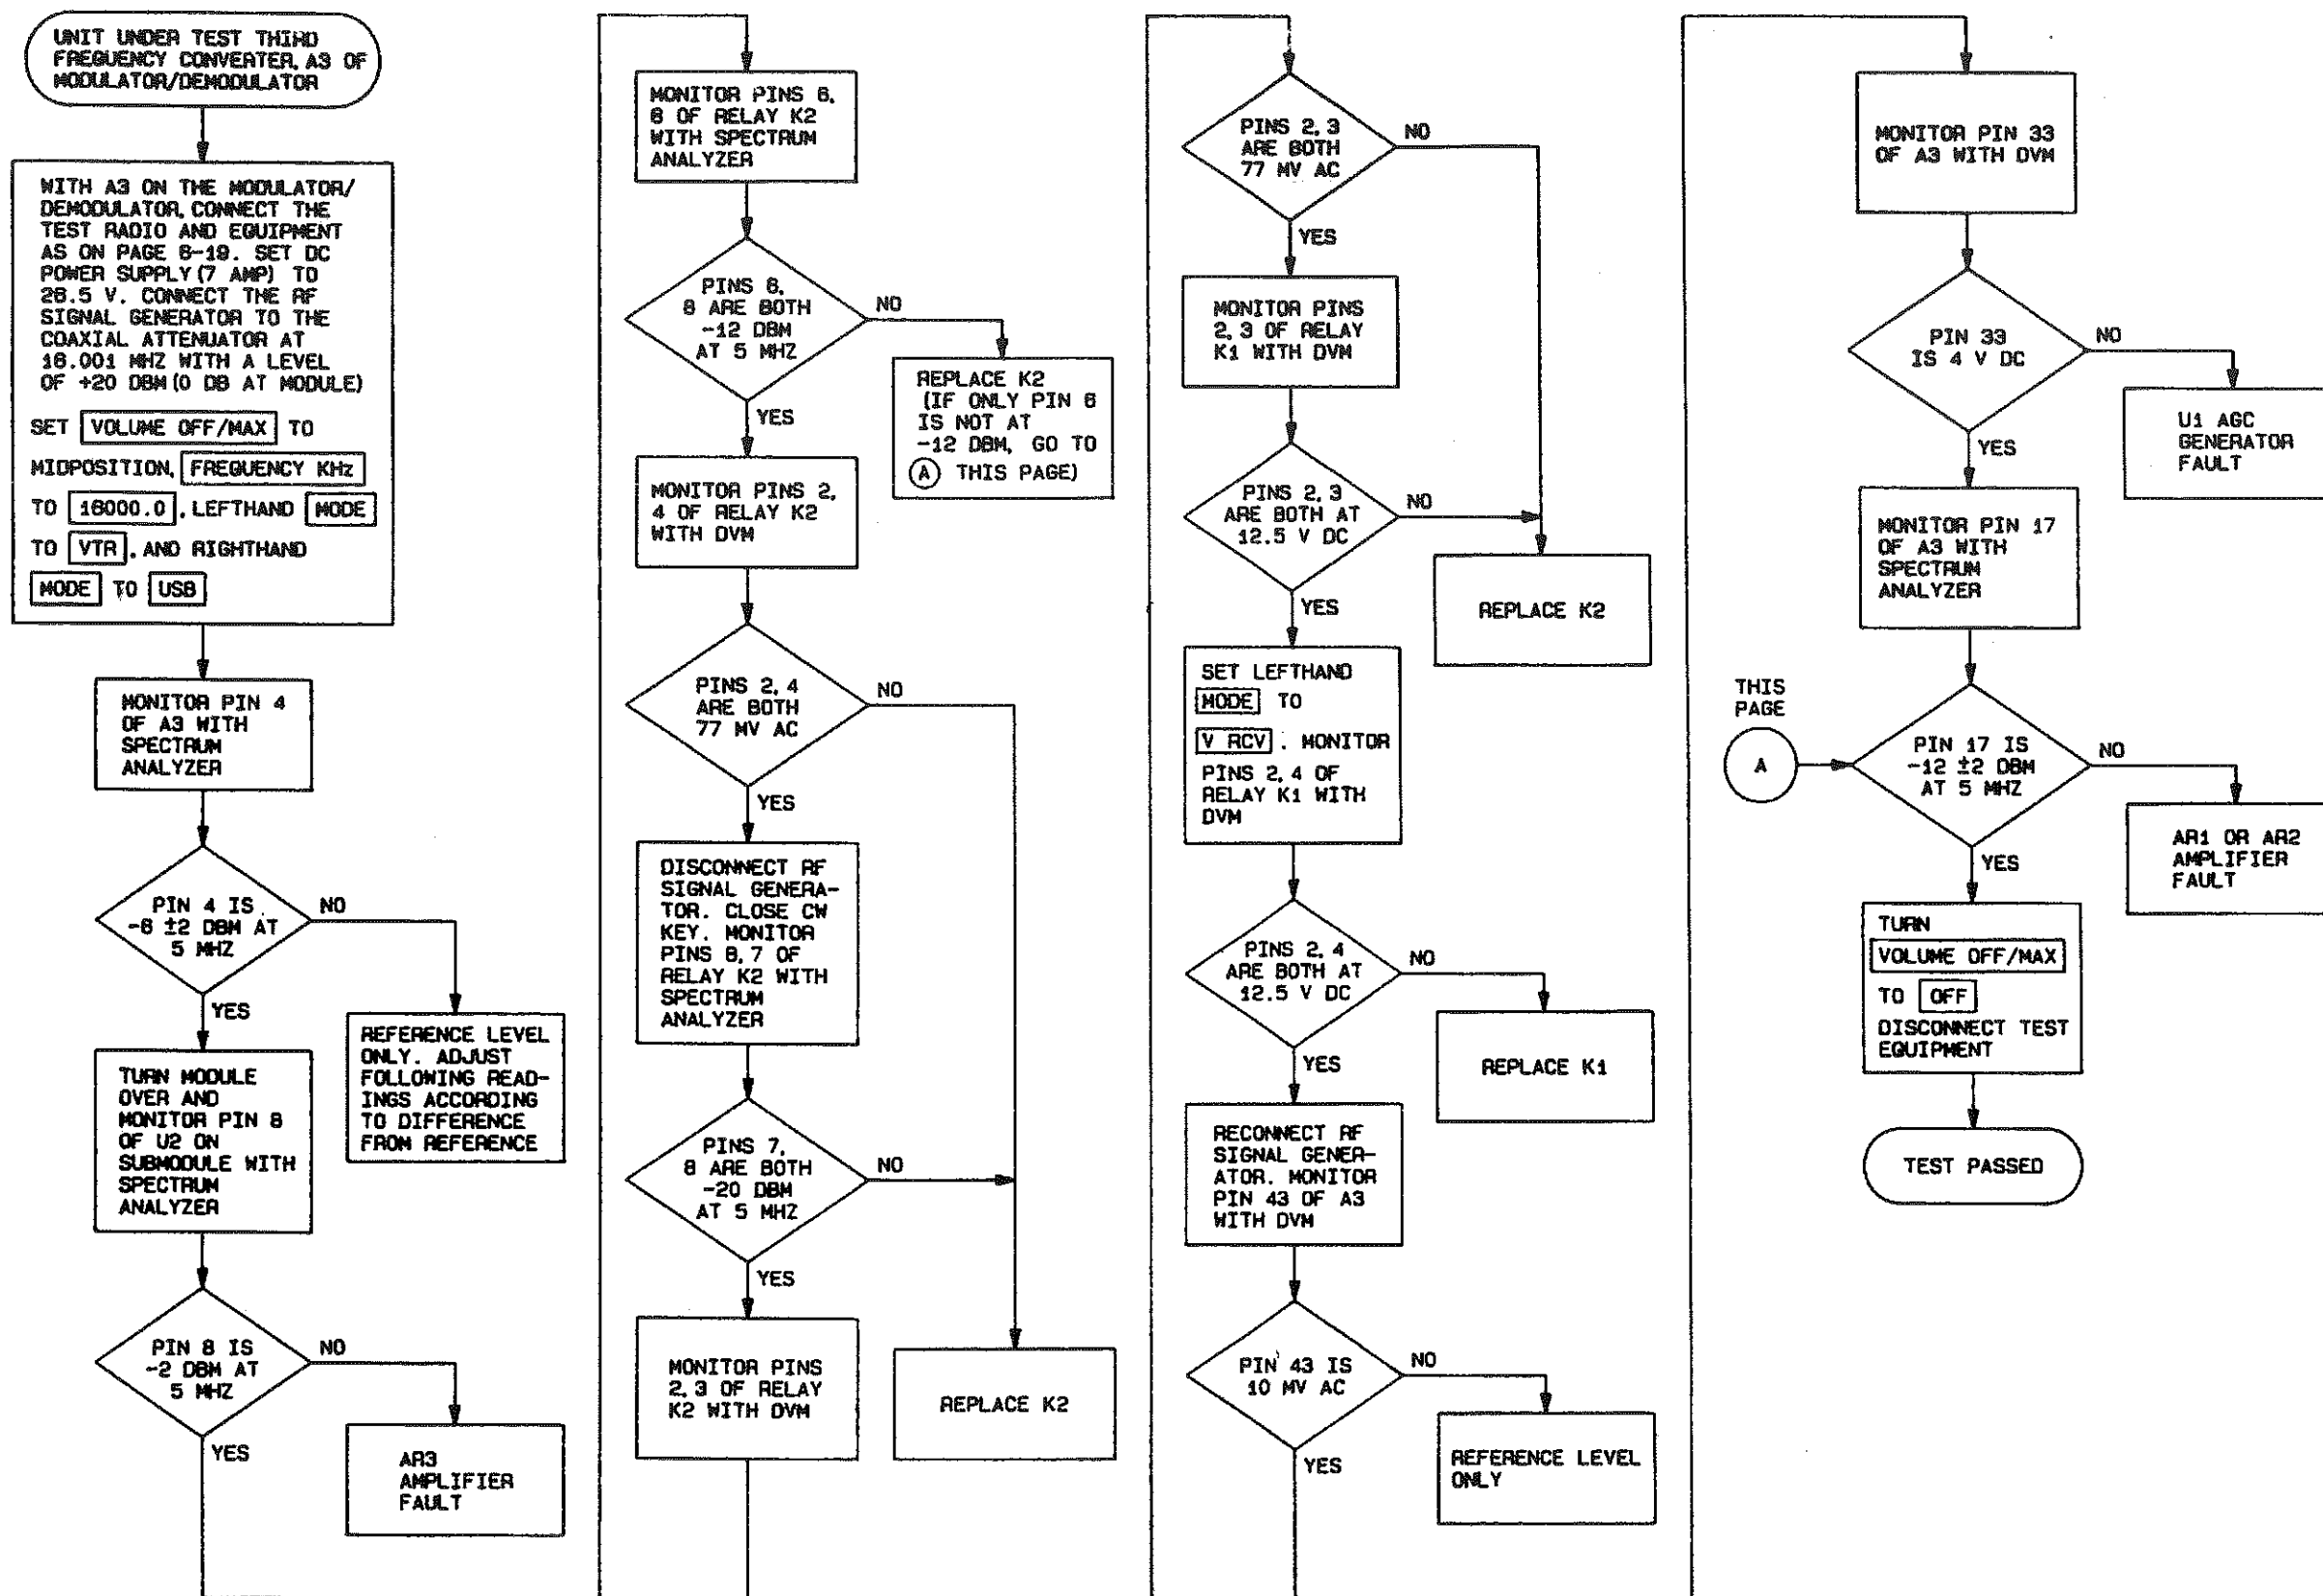 UNIT UNDER TEST THIRD
FREQUENCY CONVERTER, A3 OF
MODULATOR/DEMODULATOR
WITH A3 ON THE MODULATOR/
DEMODULATOR, CONNECT THE
TEST RADIO AND EQUIPMENT
AS ON PAGE 6-19. SET DC
POWER SUPPLY (7 AMP) TO
26.5 V. CONNECT THE RF
SIGNAL GENERATOR TO THE
COAXIAL ATTENUATOR AT
16.001 MHZ WITH A LEVEL
OF +20 DBM (0 DB AT MODULE)
SET VOLUME OFF/MAX TO
MIDPOSITION, FREQUENCY KHz
TO 16000.0, LEFTHAND MODE
TO VTR, AND RIGHTHAND
MODE TO USB
MONITOR PIN 4
OF A3 WITH
SPECTRUM
ANALYZER
PIN 4 IS
-6 ±2 DBM AT
5 MHZ
NO
YES
REFERENCE LEVEL
ONLY. ADJUST
FOLLOWING READ-
INGS ACCORDING
TO DIFFERENCE
FROM REFERENCE
TURN MODULE
OVER AND
MONITOR PIN 8
OF U2 ON
SUBMODULE WITH
SPECTRUM
ANALYZER
PIN 8 IS
-2 DBM AT
5 MHZ
NO
YES
AR3
AMPLIFIER
FAULT
MONITOR PINS 6,
8 OF RELAY K2
WITH SPECTRUM
ANALYZER
PINS 6,
8 ARE BOTH
-12 DBM
AT 5 MHZ
NO
YES
REPLACE K2
(IF ONLY PIN 6
IS NOT AT
-12 DBM, GO TO
A THIS PAGE)
MONITOR PINS 2,
4 OF RELAY K2
WITH DVM
PINS 2, 4
ARE BOTH
77 MV AC
NO
YES
DISCONNECT RF
SIGNAL GENERA-
TOR. CLOSE CW
KEY. MONITOR
PINS 8, 7 OF
RELAY K2 WITH
SPECTRUM
ANALYZER
PINS 7,
8 ARE BOTH
-20 DBM
AT 5 MHZ
NO
YES
MONITOR PINS
2, 3 OF RELAY
K2 WITH DVM
REPLACE K2
PINS 2, 3
ARE BOTH
77 MV AC
NO
YES
MONITOR PINS
2, 3 OF RELAY
K1 WITH DVM
PINS 2, 3
ARE BOTH AT
12.5 V DC
NO
YES
REPLACE K2
SET LEFTHAND
MODE TO
V RCV. MONITOR
PINS 2, 4 OF
RELAY K1 WITH
DVM
PINS 2, 4
ARE BOTH AT
12.5 V DC
NO
YES
REPLACE K1
RECONNECT RF
SIGNAL GENER-
ATOR. MONITOR
PIN 43 OF A3
WITH DVM
PIN 43 IS
10 MV AC
NO
YES
REFERENCE LEVEL
ONLY
MONITOR PIN 33
OF A3 WITH DVM
PIN 33
IS 4 V DC
NO
YES
U1 AGC
GENERATOR
FAULT
MONITOR PIN 17
OF A3 WITH
SPECTRUM
ANALYZER
THIS
PAGE
A
PIN 17 IS
-12 ±2 DBM
AT 5 MHZ
NO
YES
AR1 OR AR2
AMPLIFIER
FAULT
TURN
VOLUME OFF/MAX
TO OFF
DISCONNECT TEST
EQUIPMENT
TEST PASSED